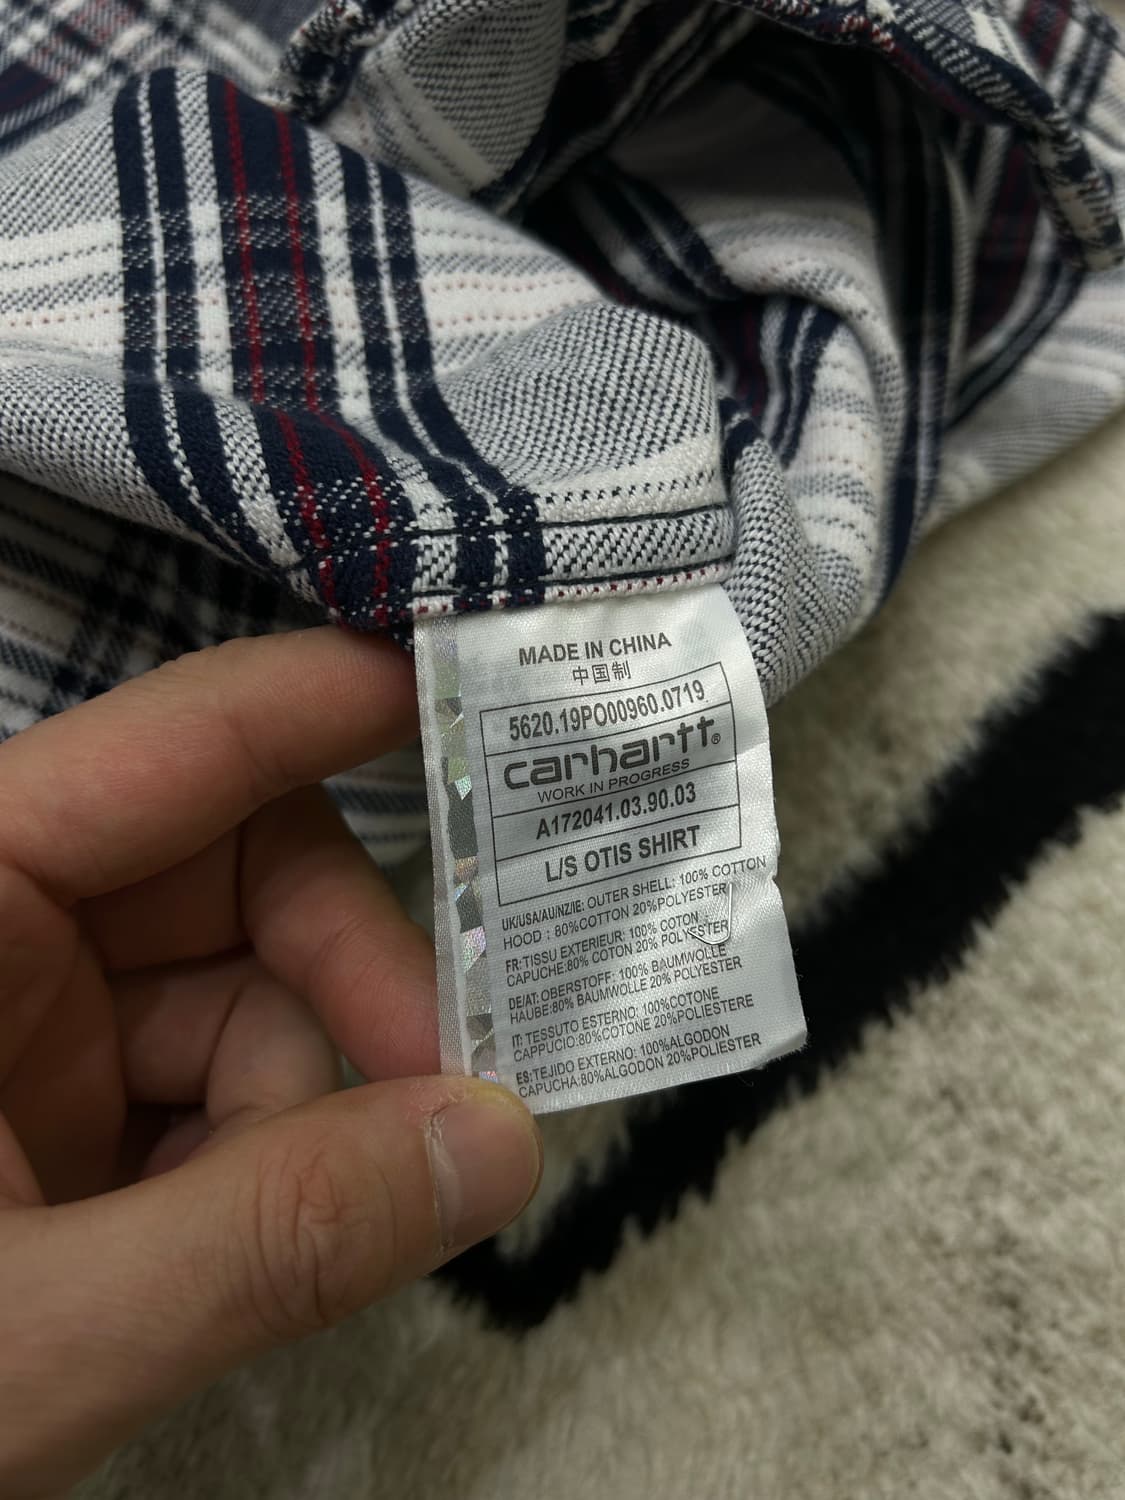 MADE IN CHINA
中国制
5620.19PO00960.0719
carhartt®
WORK IN PROGRESS
A172041.03.90.03
L/S OTIS SHIRT
UK/USA/AU/NZ/IE: OUTER SHELL: 100% COTTON
HOOD : 80%COTTON 20%POLYESTER
FR:TISSU EXTERIEUR: 100% COTON
CAPUCHE:80% COTON 20% POLYESTER
DE/AT:OBERSTOFF: 100% BAUMWOLLE
HAUBE:80% BAUMWOLLE 20% POLYESTER
IT: TESSUTO ESTERNO: 100%COTONE
CAPPUCIO:80%COTONE 20%POLIESTERE
ES:TEJIDO EXTERNO: 100%ALGODON
CAPUCHA:80%ALGODON 20%POLIESTER